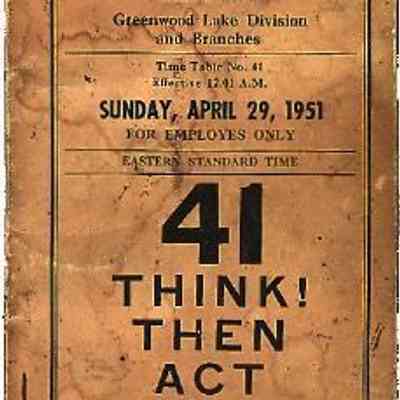 Greenwood Lake Division
and Branches
Time Table No. 41
Effective 12.01 A.M.
SUNDAY, APRIL 29, 1951
FOR EMPLOYES ONLY
EASTERN STANDARD TIME
41
THINK!
THEN
ACT